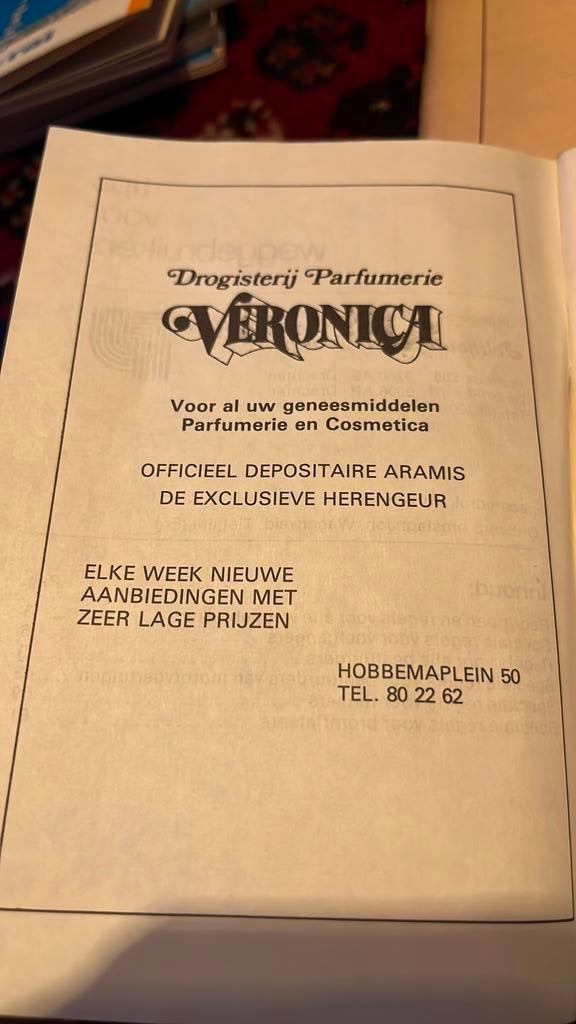 Drogisterij Parfumerie
VERONICA
Voor al uw geneesmiddelen
Parfumerie en Cosmetica
OFFICIEEL DEPOSITAIRE ARAMIS
DE EXCLUSIEVE HERENGEUR
ELKE WEEK NIEUWE
AANBIEDINGEN MET
ZEER LAGE PRIJZEN
HOBBEMAPLEIN 50
TEL. 80 22 62